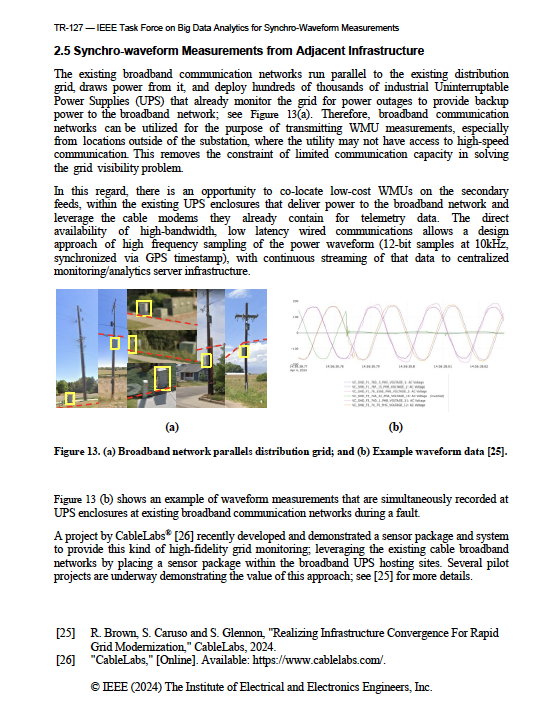 TR-127 — IEEE Task Force on Big Data Analytics for Synchro-Waveform Measurements
2.5 Synchro-waveform Measurements from Adjacent Infrastructure
The existing broadband communication networks run parallel to the existing distribution
grid, draws power from it, and deploy hundreds of thousands of industrial Uninterruptable
Power Supplies (UPS) that already monitor the grid for power outages to provide backup
power to the broadband network; see Figure 13(a). Therefore, broadband communication
networks can be utilized for the purpose of transmitting WMU measurements, especially
from locations outside of the substation, where the utility may not have access to high-speed
communication. This removes the constraint of limited communication capacity in solving
the grid visibility problem.
In this regard, there is an opportunity to co-locate low-cost WMUs on the secondary
feeds, within the existing UPS enclosures that deliver power to the broadband network and
leverage the cable modems they already contain for telemetry data. The direct
availability of high-bandwidth, low latency wired communications allows a design
approach of high frequency sampling of the power waveform (12-bit samples at 10kHz,
synchronized via GPS timestamp), with continuous streaming of that data to centralized
monitoring/analytics server infrastructure.
(a) (b)
Figure 13. (a) Broadband network parallels distribution grid; and (b) Example waveform data [25].
Figure 13 (b) shows an example of waveform measurements that are simultaneously recorded at
UPS enclosures at existing broadband communication networks during a fault.
A project by CableLabs® [26] recently developed and demonstrated a sensor package and system
to provide this kind of high-fidelity grid monitoring; leveraging the existing cable broadband
networks by placing a sensor package within the broadband UPS hosting sites. Several pilot
projects are underway demonstrating the value of this approach; see [25] for more details.
[25] R. Brown, S. Caruso and S. Glennon, "Realizing Infrastructure Convergence For Rapid
Grid Modernization," CableLabs, 2024.
[26] "CableLabs," [Online]. Available: https://www.cablelabs.com/.
© IEEE (2024) The Institute of Electrical and Electronics Engineers, Inc.